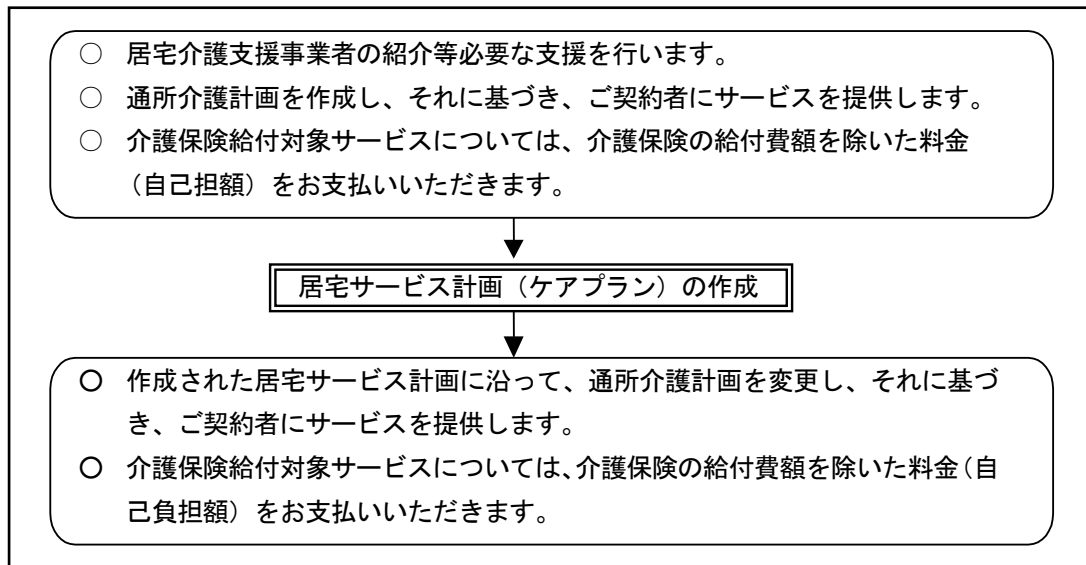 ○ 居宅介護支援事業者の紹介等必要な支援を行います。
○ 通所介護計画を作成し、それに基づき、ご契約者にサービスを提供します。
○ 介護保険給付対象サービスについては、介護保険の給付費額を除いた料金
（自己担額）をお支払いいただきます。
居宅サービス計画（ケアプラン）の作成
○ 作成された居宅サービス計画に沿って、通所介護計画を変更し、それに基づ
き、ご契約者にサービスを提供します。
○ 介護保険給付対象サービスについては、介護保険の給付費額を除いた料金（自
己負担額）をお支払いいただきます。